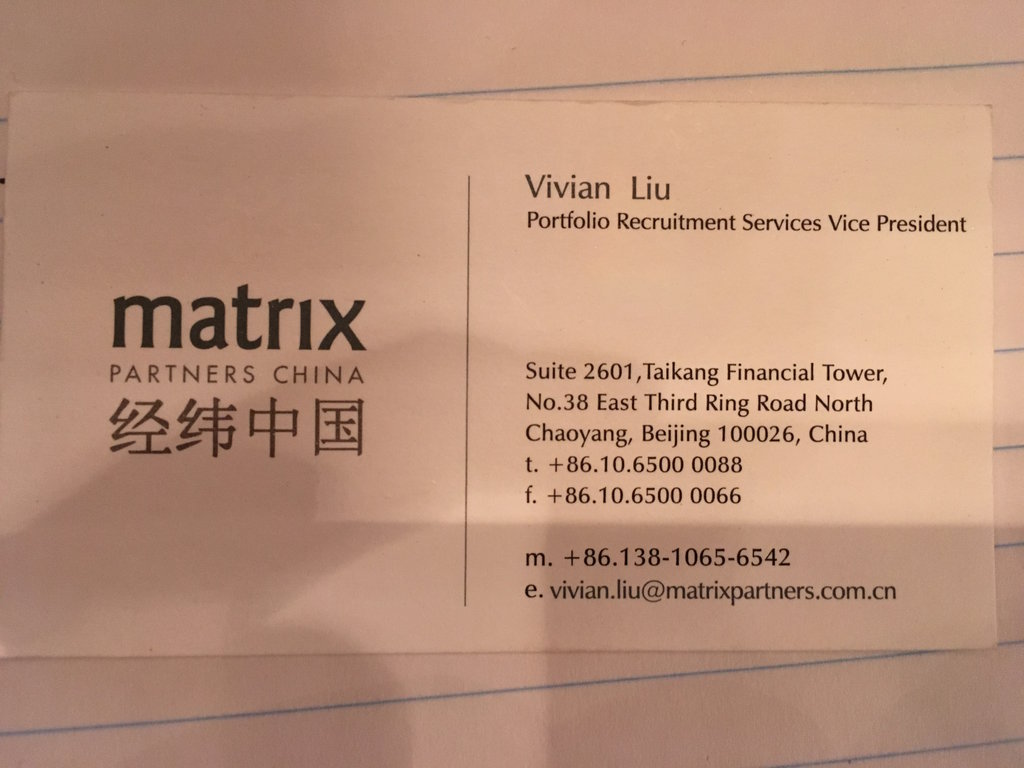 matrix
PARTNERS CHINA
经纬中国
Vivian Liu
Portfolio Recruitment Services Vice President
Suite 2601,Taikang Financial Tower,
No.38 East Third Ring Road North
Chaoyang, Beijing 100026, China
t. +86.10.6500 0088
f. +86.10.6500 0066
m. +86.138-1065-6542
e. vivian.liu@matrixpartners.com.cn